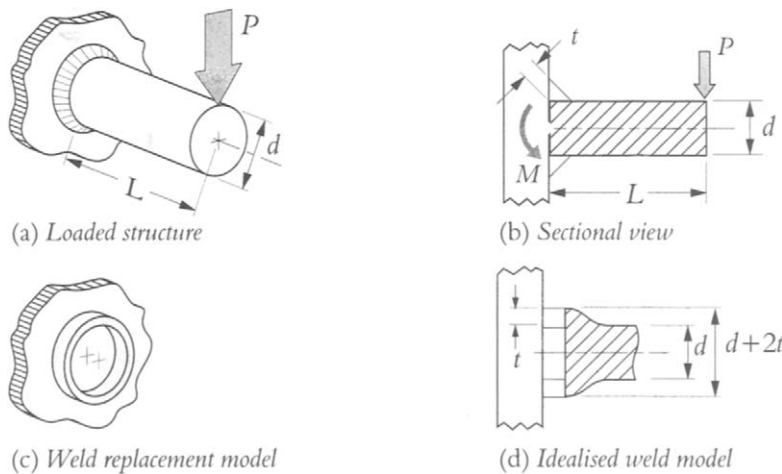 P
d
L
(a) Loaded structure
t
P
d
M
L
(b) Sectional view
(c) Weld replacement model
t
d
d+2t
(d) Idealised weld model